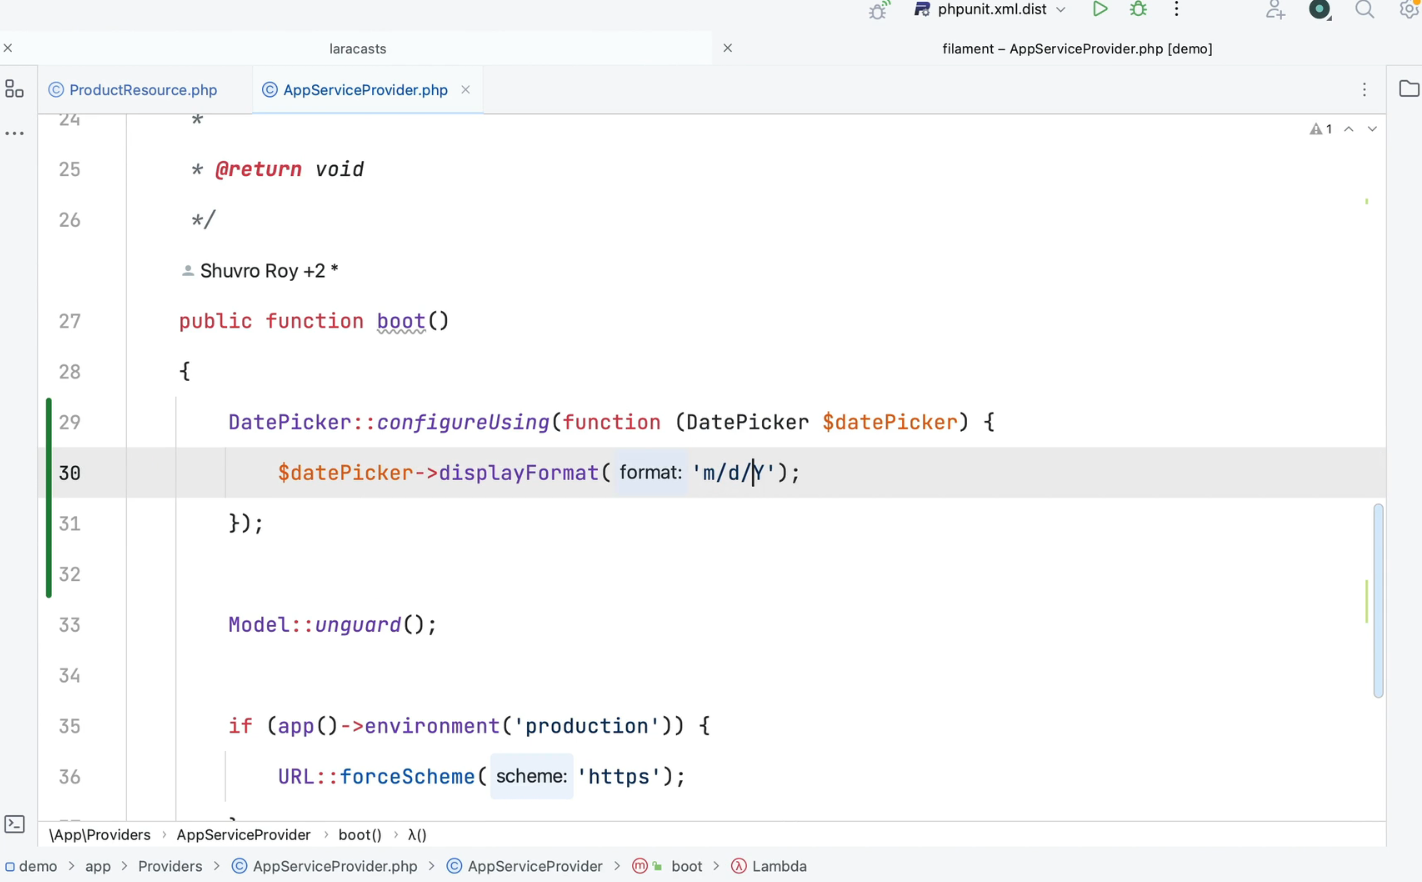 phpunit.xml.dist
laracasts
filament – AppServiceProvider.php [demo]
ProductResource.php
AppServiceProvider.php
1
24 *
25 * @return void
26 */
Shuvro Roy +2 *
27 public function boot()
28 {
29 DatePicker::configureUsing(function (DatePicker $datePicker) {
30 $datePicker->displayFormat( format: 'm/d/Y');
31 });
32
33 Model::unguard();
34
35 if (app()->environment('production')) {
36 URL::forceScheme( scheme: 'https');
\App\Providers › AppServiceProvider › boot() › λ()
demo › app › Providers › AppServiceProvider.php › AppServiceProvider › boot › Lambda